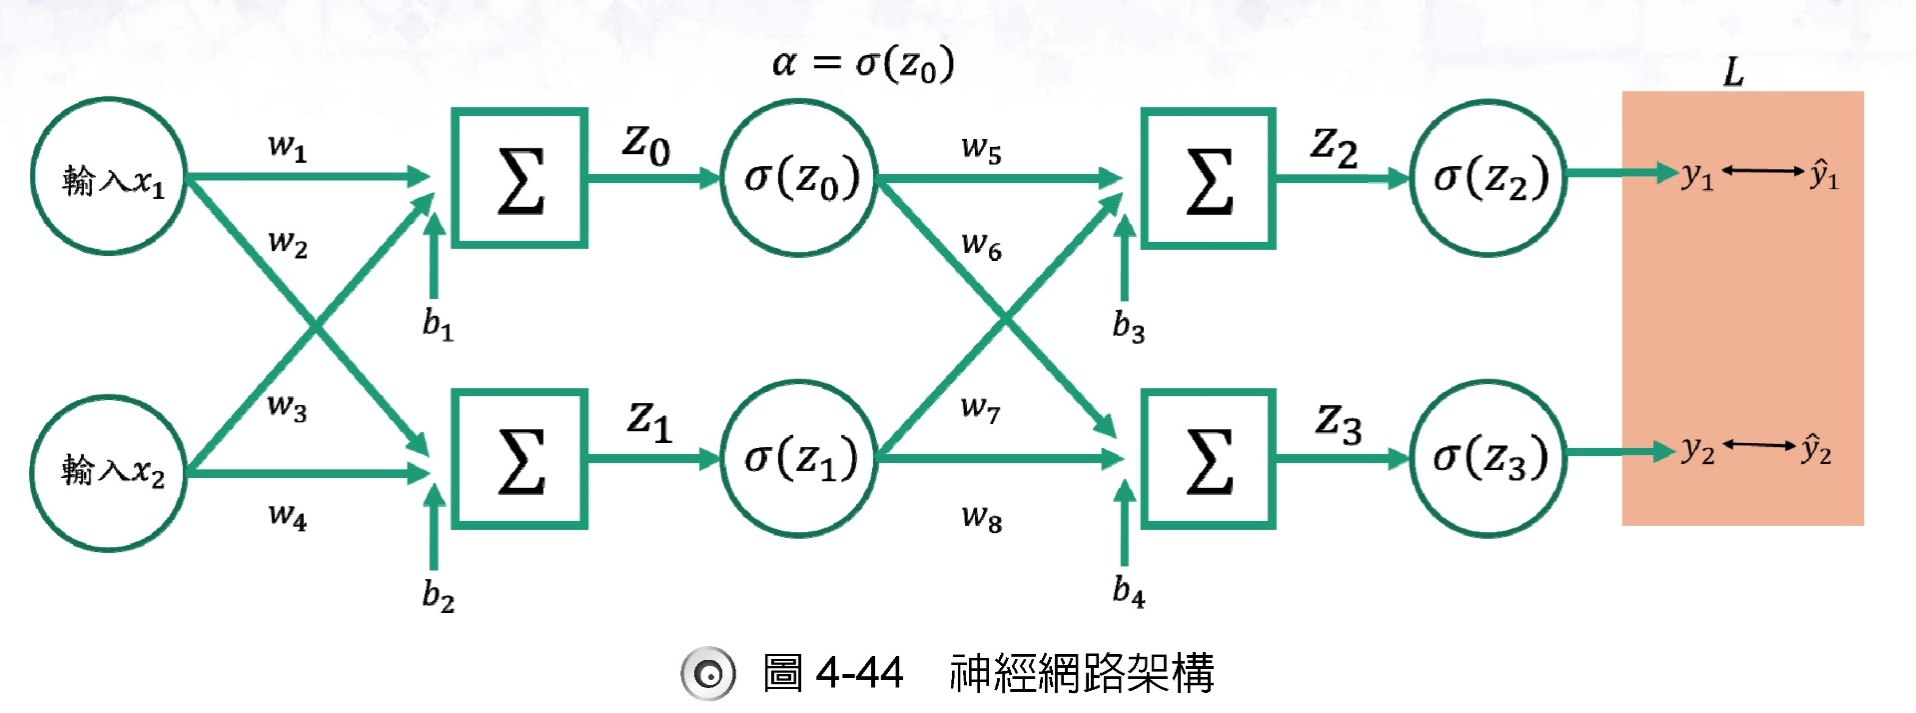 α = σ(z₀)
L
輸入x₁
w₁
Σ
z₀
σ(z₀)
w₅
Σ
z₂
σ(z₂)
y₁
ŷ₁
w₂
w₆
b₁
b₃
w₃
w₇
輸入x₂
Σ
z₁
σ(z₁)
Σ
z₃
σ(z₃)
y₂
ŷ₂
w₄
w₈
b₂
b₄
圖 4-44 神經網路架構